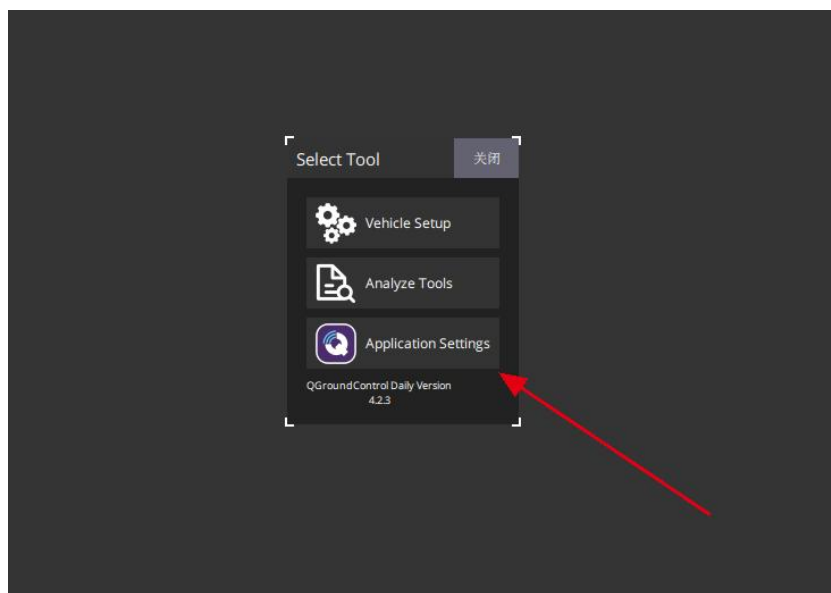 Select Tool
关闭
Vehicle Setup
Analyze Tools
Application Settings
QGroundControl Daily Version
4.2.3